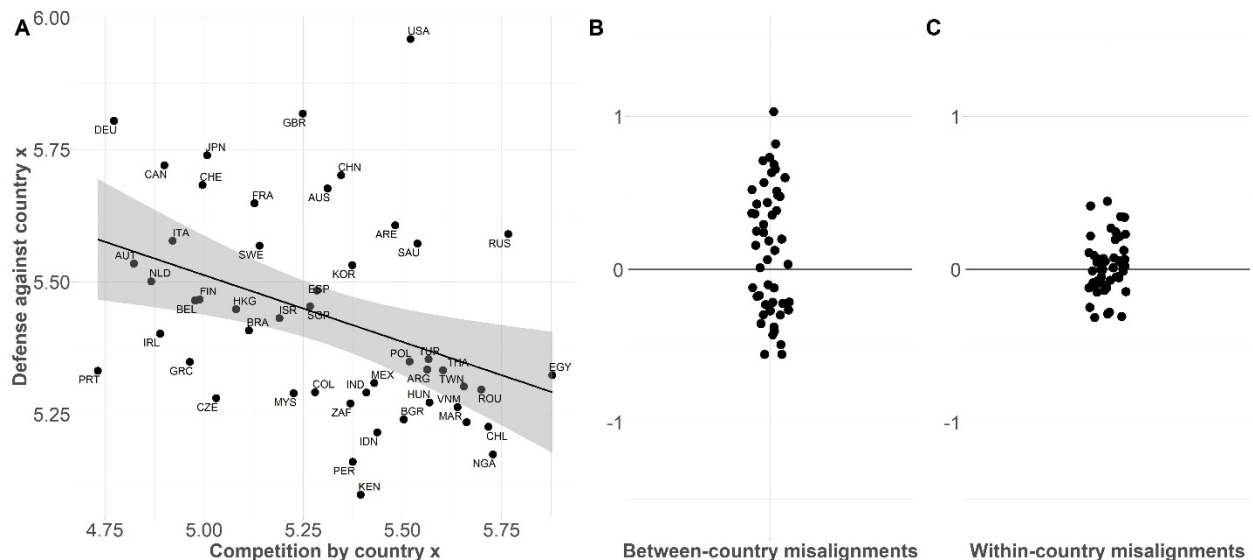 A
B
C
6.00
5.75
5.50
5.25
Defense against country x
USA
GBR
DEU
JPN
CAN
CHE
CHN
AUS
FRA
ARE
RUS
SAU
SWE
ITA
AUT
KOR
NLD
ESP
FIN
BEL
HKG
ISR
SGP
BRA
IRL
GRC
PRT
POL
TUR
THA
EGY
ARG
TWN
MEX
CZE
MYS
COL
IND
HUN
ROU
ZAF
VNM
BGR
MAR
IDN
CHL
PER
NGA
KEN
4.75
5.00
5.25
5.50
5.75
Competition by country x
1
0
-1
Between-country misalignments
1
0
-1
Within-country misalignments